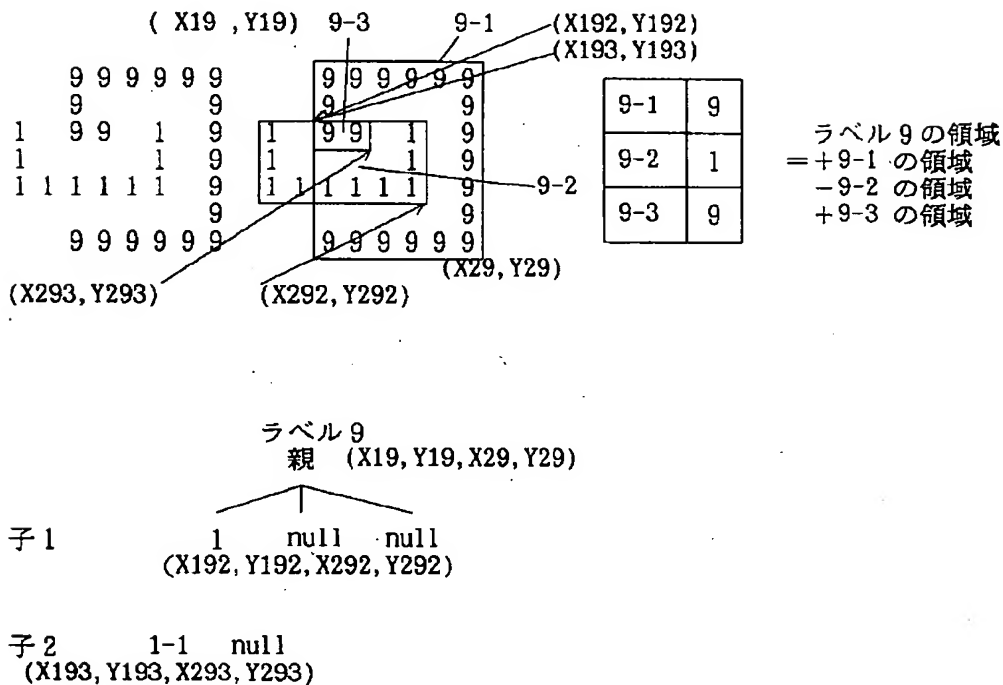 ( X19 , Y19) 9-3 9-1 (X192, Y192)
(X193, Y193)
9 9 9 9 9 9 9 9 9 9 9 9
9 9 9 9
1 9 9 1 9 1 9 9 1 9
1 1 9 1 1 9
1 1 1 1 1 1 9 1 1 1 1 1 1 9 9-2
9 9
9 9 9 9 9 9 9 9 9 9 9 9
(X29, Y29)
(X293, Y293) (X292, Y292)
9-1 9
9-2 1
9-3 9
ラベル 9 の領域
= + 9-1 の領域
- 9-2 の領域
+ 9-3 の領域
ラベル 9
親 (X19, Y19, X29, Y29)
子 1 1 null null
(X192, Y192, X292, Y292)
子 2 1-1 null
(X193, Y193, X293, Y293)